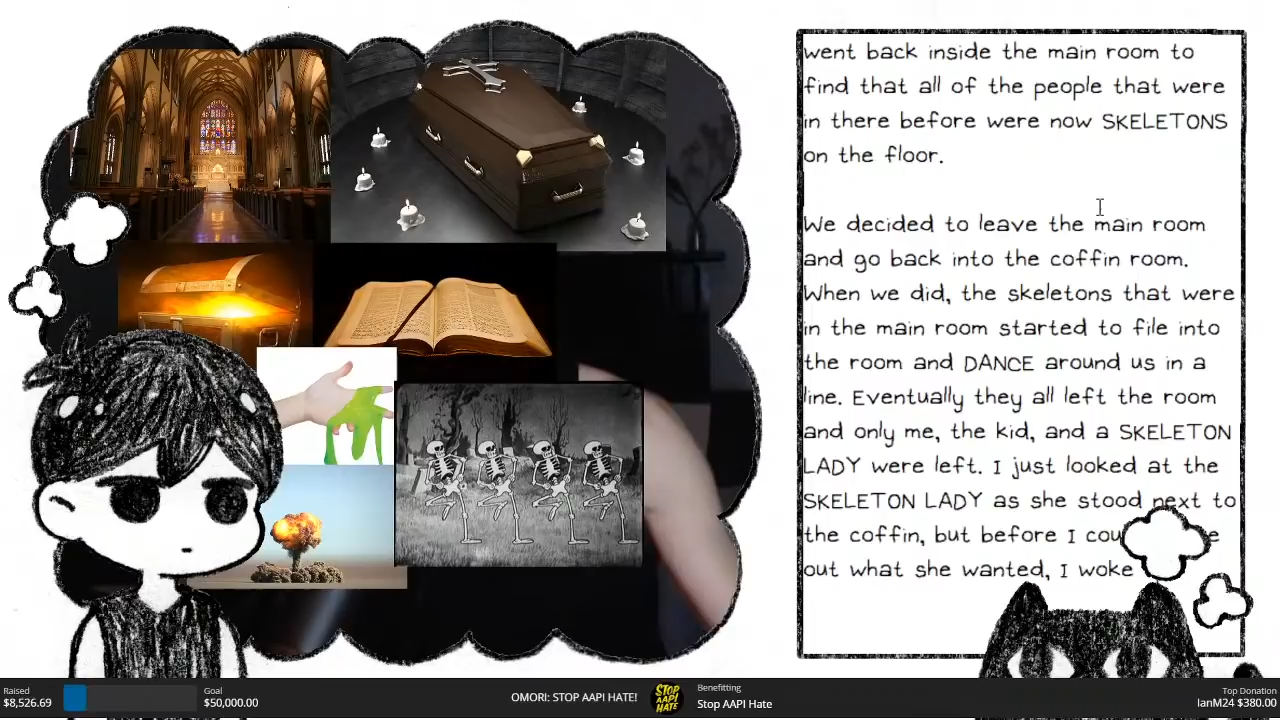 went back inside the main room to
find that all of the people that were
in there before were now SKELETONS
on the floor.
We decided to leave the main room
and go back into the coffin room.
When we did, the skeletons that were
in the main room started to file into
the room and DANCE around us in a
line. Eventually they all left the room
and only me, the kid, and a SKELETON
LADY were left. I just looked at the
SKELETON LADY as she stood next to
the coffin, but before I
out what she wanted, I woke
Raised
$8,526.69
Goal
$50,000.00
OMORI: STOP AAPI HATE!
STOP
AAPI
HATE
Benefitting
Stop AAPI Hate
Top Donation
IanM24 $380.00